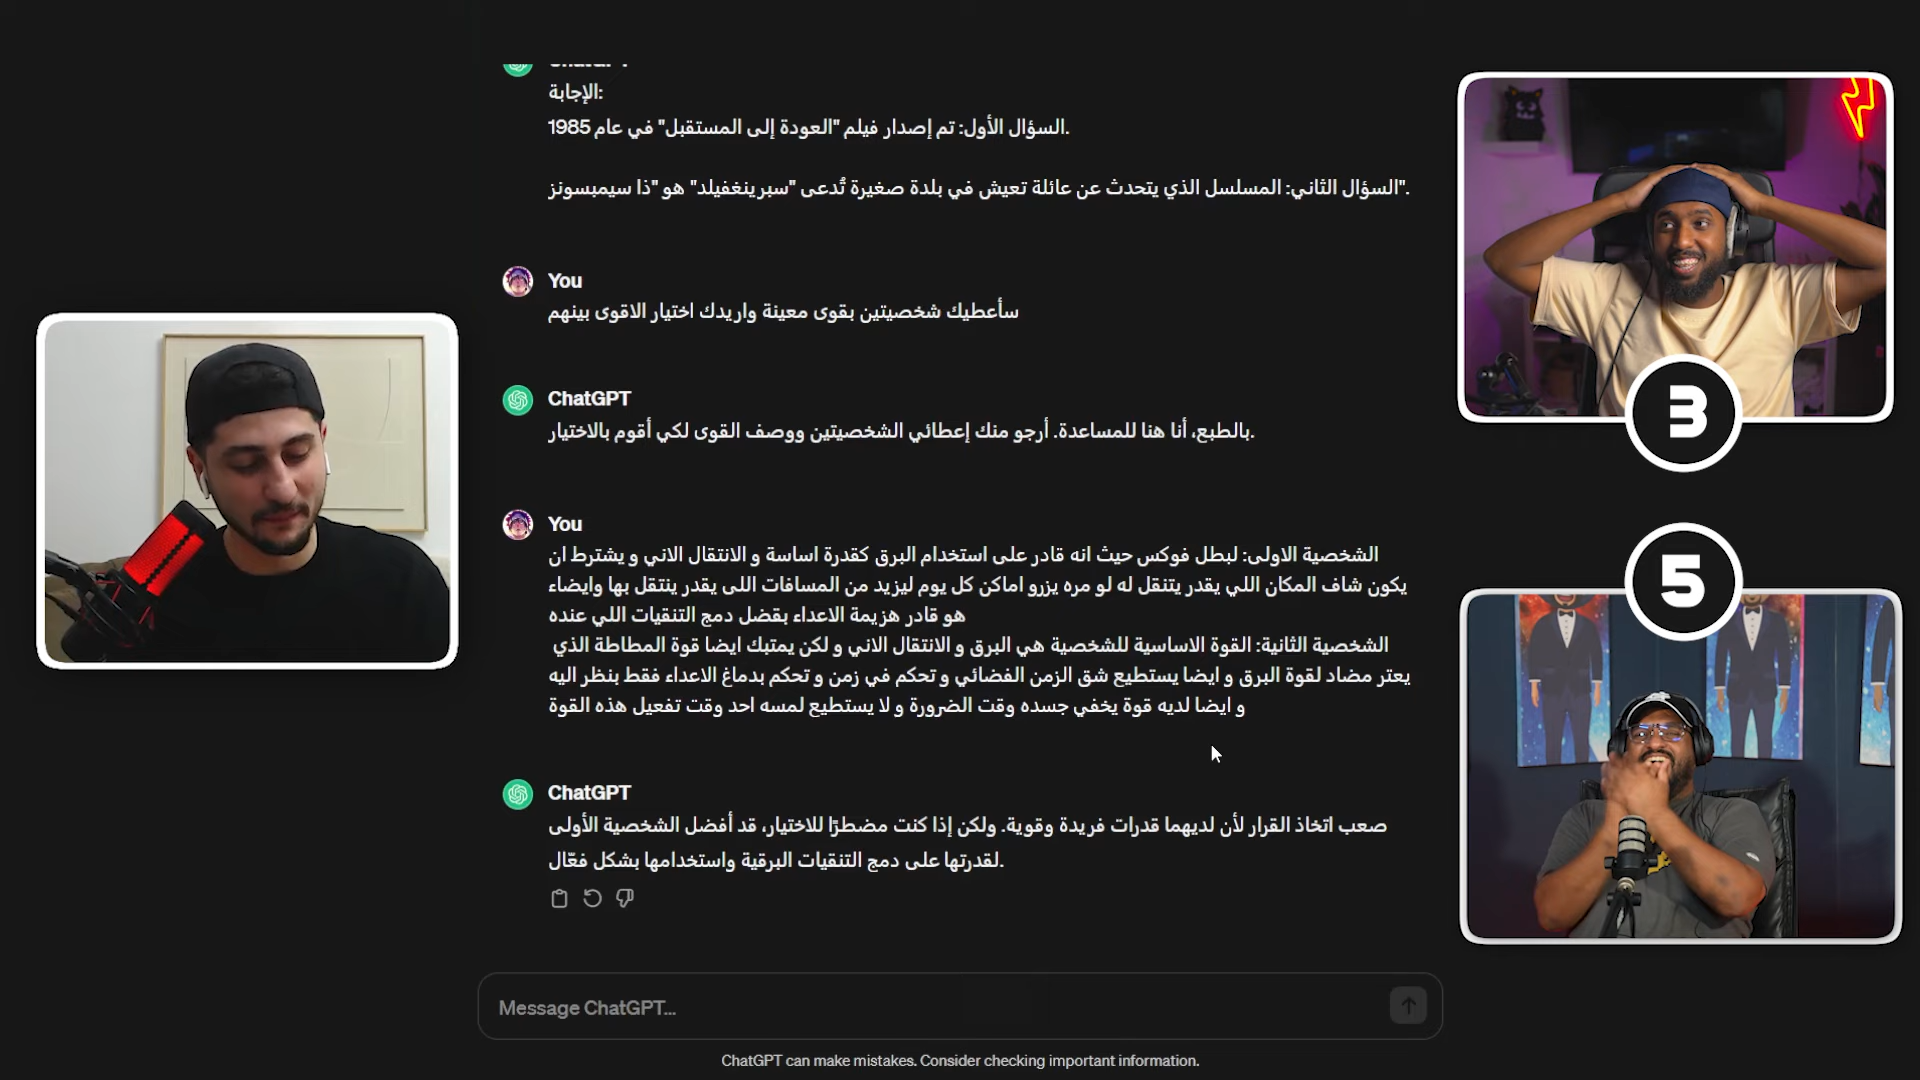 ChatGPT
الإجابة:
السؤال الأول: تم إصدار فيلم "العودة إلى المستقبل" في عام 1985.
السؤال الثاني: المسلسل الذي يتحدث عن عائلة تعيش في بلدة صغيرة تُدعى "سبرينغفيلد" هو "ذا سيمبسونز".
You
سأعطيك شخصيتين بقوى معينة واريدك اختيار الاقوى بينهم
ChatGPT
بالطبع، أنا هنا للمساعدة. أرجو منك إعطائي الشخصيتين ووصف القوى لكي أقوم بالاختيار.
You
الشخصية الاولى: لبطل فوكس حيث انه قادر على استخدام البرق كقدرة اساسة و الانتقال الاني و يشترط ان
يكون شاف المكان اللي يقدر يتنقل له لو مره يزرو اماكن كل يوم ليزيد من المسافات اللى يقدر ينتقل بها وايضاء
هو قادر هزيمة الاعداء بقضل دمج التنقيات اللي عنده
الشخصية الثانية: القوة الاساسية للشخصية هي البرق و الانتقال الاني و لكن يمتبك ايضا قوة المطاطة الذي
يعتر مضاد لقوة البرق و ايضا يستطيع شق الزمن الفضائي و تحكم في زمن و تحكم بدماغ الاعداء فقط بنظر اليه
و ايضا لديه قوة يخفي جسده وقت الضرورة و لا يستطيع لمسه احد وقت تفعيل هذه القوة
ChatGPT
صعب اتخاذ القرار لأن لديهما قدرات فريدة وقوية. ولكن إذا كنت مضطرًا للاختيار، قد أفضل الشخصية الأولى
لقدرتها على دمج التنقيات البرقية واستخدامها بشكل فعّال.
Message ChatGPT...
ChatGPT can make mistakes. Consider checking important information.
3
5